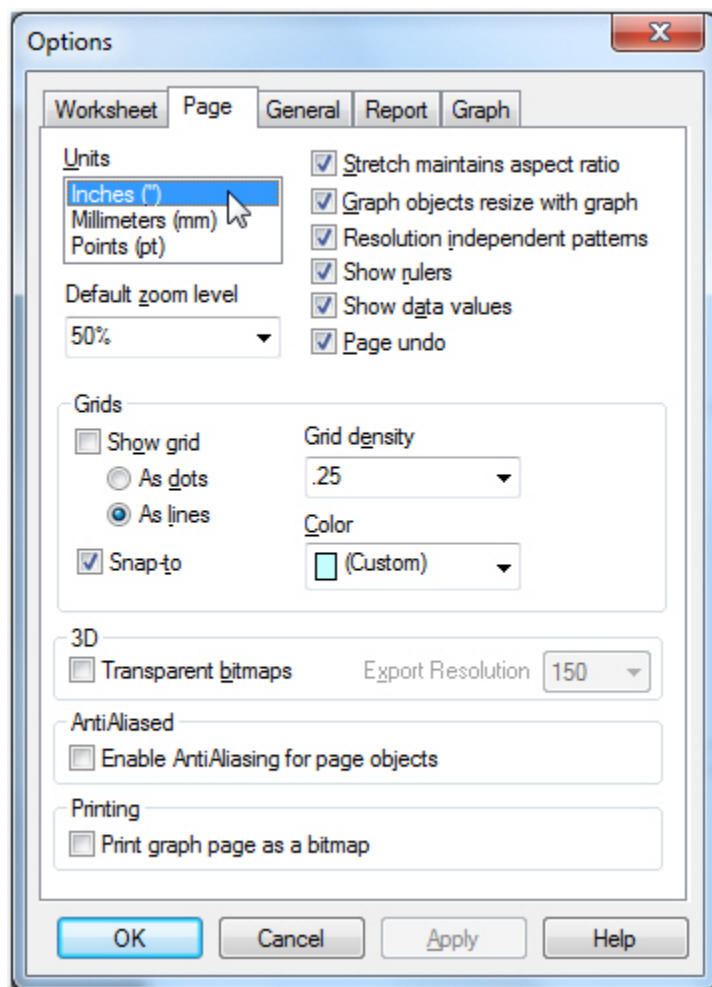 Options
Worksheet Page General Report Graph
Units
Inches (")
Millimeters (mm)
Points (pt)
Default zoom level
50%
Stretch maintains aspect ratio
Graph objects resize with graph
Resolution independent patterns
Show rulers
Show data values
Page undo
Grids
Show grid
As dots
As lines
Snap-to
Grid density
.25
Color
(Custom)
3D
Transparent bitmaps Export Resolution 150
AntiAliased
Enable AntiAliasing for page objects
Printing
Print graph page as a bitmap
OK Cancel Apply Help